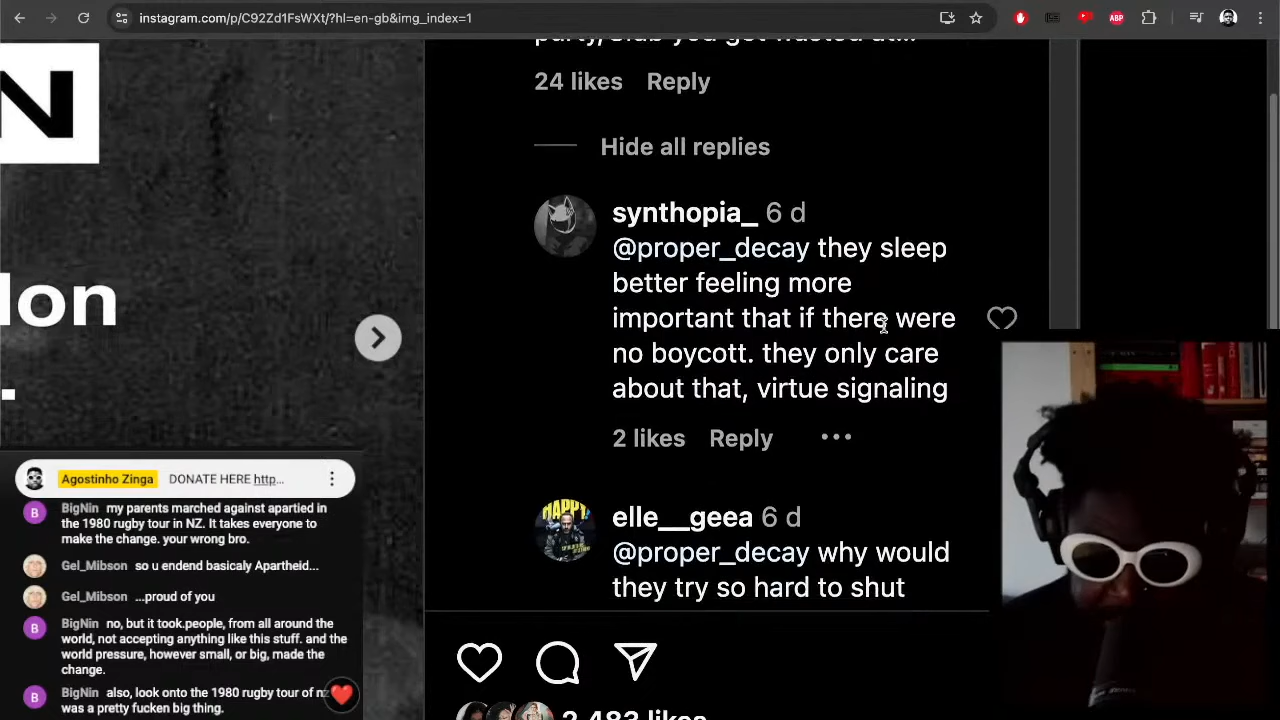 instagram.com/p/C92Zd1FsWXt/?hl=en-gb&img_index=1
ABP
N
lon
24 likes Reply
Hide all replies
synthopia_ 6 d
@proper_decay they sleep
better feeling more
important that if there were
no boycott. they only care
about that, virtue signaling
2 likes Reply
HAPPY!
elle__geea 6 d
@proper_decay why would
they try so hard to shut
2,483 likes
Agostinho Zinga DONATE HERE http...
B BigNin my parents marched against apartied in
the 1980 rugby tour in NZ. It takes everyone to
make the change. your wrong bro.
Gel_Mibson so u endend basicaly Apartheid...
Gel_Mibson ...proud of you
B BigNin no, but it took.people, from all around the
world, not accepting anything like this stuff. and the
world pressure, however small, or big, made the
change.
B BigNin also, look onto the 1980 rugby tour of nz
was a pretty fucken big thing.